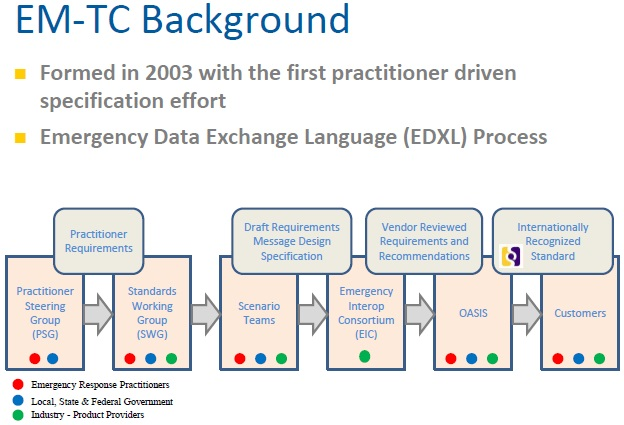 EM-TC Background
Formed in 2003 with the first practitioner driven
specification effort
Emergency Data Exchange Language (EDXL) Process
Practitioner
Requirements
Draft Requirements
Message Design
Specification
Vendor Reviewed
Requirements and
Recommendations
Internationally
Recognized
Standard
Practitioner
Steering
Group
(PSG)
Standards
Working
Group
(SWG)
Scenario
Teams
Emergency
Interop
Consortium
(EIC)
OASIS
Customers
Emergency Response Practitioners
Local, State & Federal Government
Industry - Product Providers